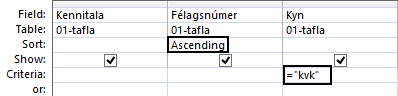 Field: Kennitala Félagsnúmer Kyn
Table: 01-tafla 01-tafla 01-tafla
Sort: Ascending
Show:
Criteria: ="kvk"
or: